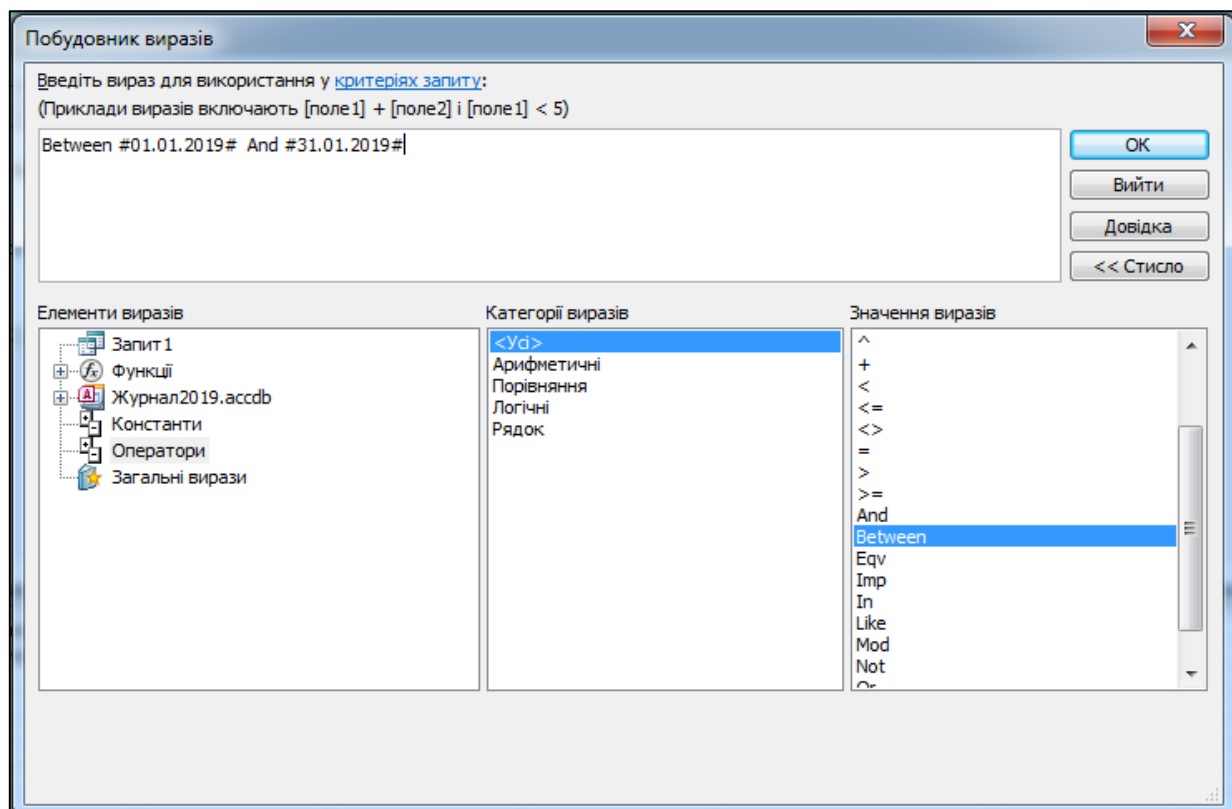 Побудовник виразів
Введіть вираз для використання у критеріях запиту:
(Приклади виразів включають [поле1] + [поле2] і [поле1] < 5)
Between #01.01.2019#  And #31.01.2019#
ОК
Вийти
Довідка
<< Стисло
Елементи виразів
Запит1
Функції
Журнал2019.accdb
Константи
Оператори
Загальні вирази
Категорії виразів
<Усі>
Арифметичні
Порівняння
Логічні
Рядок
Значення виразів
^
+
<
<=
<>
=
>
>=
And
Between
Eqv
Imp
In
Like
Mod
Not
Or